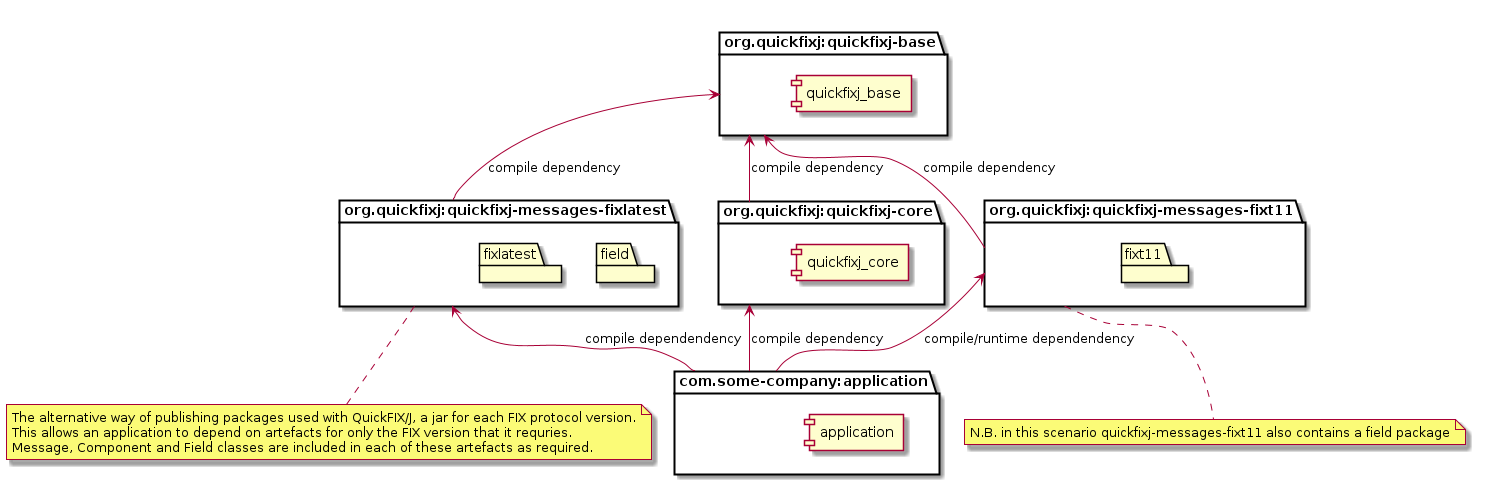 org.quickfixj:quickfixj-base
quickfixj_base
compile dependency
compile dependency
compile dependency
org.quickfixj:quickfixj-messages-fixlatest
fixlatest
field
org.quickfixj:quickfixj-core
quickfixj_core
org.quickfixj:quickfixj-messages-fixt11
fixt11
compile dependendency
compile dependency
compile/runtime dependendency
com.some-company:application
application
The alternative way of publishing packages used with QuickFIX/J, a jar for each FIX protocol version.
This allows an application to depend on artefacts for only the FIX version that it requries.
Message, Component and Field classes are included in each of these artefacts as required.
N.B. in this scenario quickfixj-messages-fixt11 also contains a field package